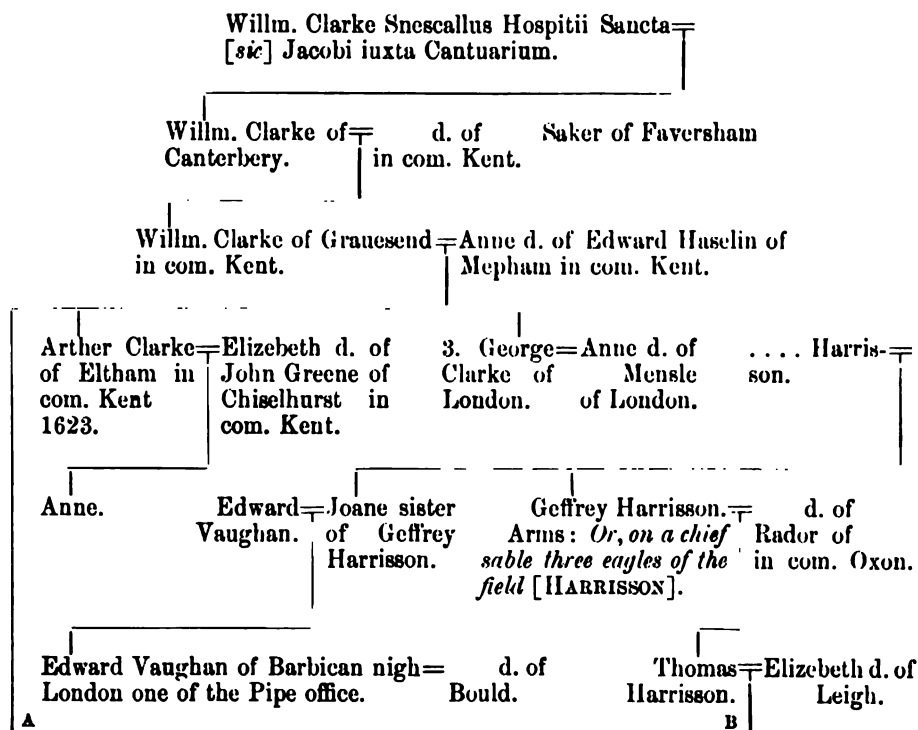 Willm. Clarke Snescallus Hospitii Sancta
[sic] Jacobi iuxta Cantuarium.
Willm. Clarke of d. of Saker of Faversham
Canterbery. in com. Kent.
Willm. Clarke of Grauesend Anne d. of Edward Haselin of
in com. Kent. Mepham in com. Kent.
Arther Clarke Elizebeth d. of 3. George=Anne d. of .... Harris-
of Eltham in John Greene of Clarke of Mensle son.
com. Kent Chiselhurst in London. of London.
1623. com. Kent.
Anne. Edward Joane sister Geffrey Harrisson. d. of
Vaughan. of Geffrey Arms: Or, on a chief Rador of
Harrisson. sable three eagles of the in com. Oxon.
field [HARRISSON].
Edward Vaughan of Barbican nigh= d. of Thomas Elizebeth d. of
London one of the Pipe office. Bould. Harrisson. Leigh.
A B